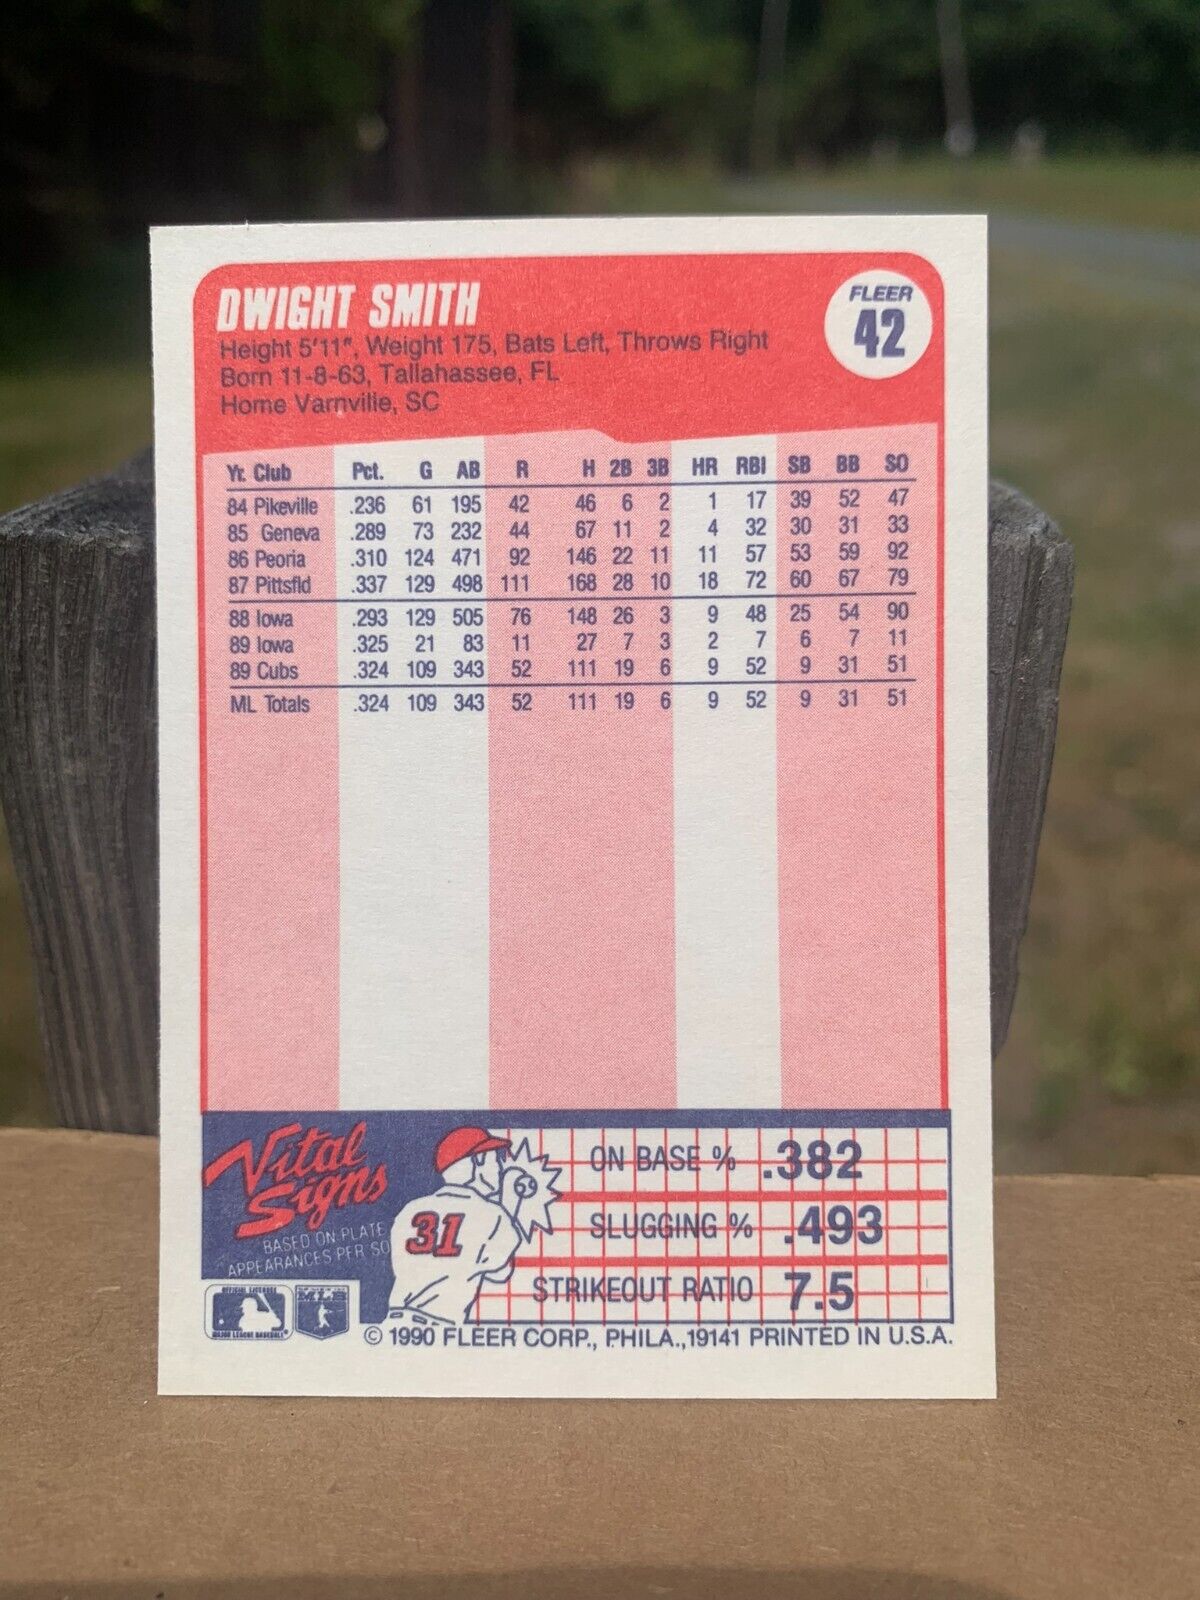 DWIGHT SMITH
FLEER
42
Height 5'11", Weight 175, Bats Left, Throws Right
Born 11-8-63, Tallahassee, FL
Home Varnville, SC
Yr. Club Pct. G AB R H 2B 3B HR RBI SB BB SO
84 Pikeville .236 61 195 42 46 6 2 1 17 39 52 47
85 Geneva .289 73 232 44 67 11 2 4 32 30 31 33
86 Peoria .310 124 471 92 146 22 11 11 57 53 59 92
87 Pittsfld .337 129 498 111 168 28 10 18 72 60 67 79
88 Iowa .293 129 505 76 148 26 3 9 48 25 54 90
89 Iowa .325 21 83 11 27 7 3 2 7 6 7 11
89 Cubs .324 109 343 52 111 19 6 9 52 9 31 51
ML Totals .324 109 343 52 111 19 6 9 52 9 31 51
Vital
Signs
BASED ON PLATE
APPEARANCES PER SO
31
ON BASE % .382
SLUGGING % .493
STRIKEOUT RATIO 7.5
OFFICIAL LICENSEE
MAJOR LEAGUE BASEBALL
© 1990 FLEER CORP., PHILA.,19141 PRINTED IN U.S.A.